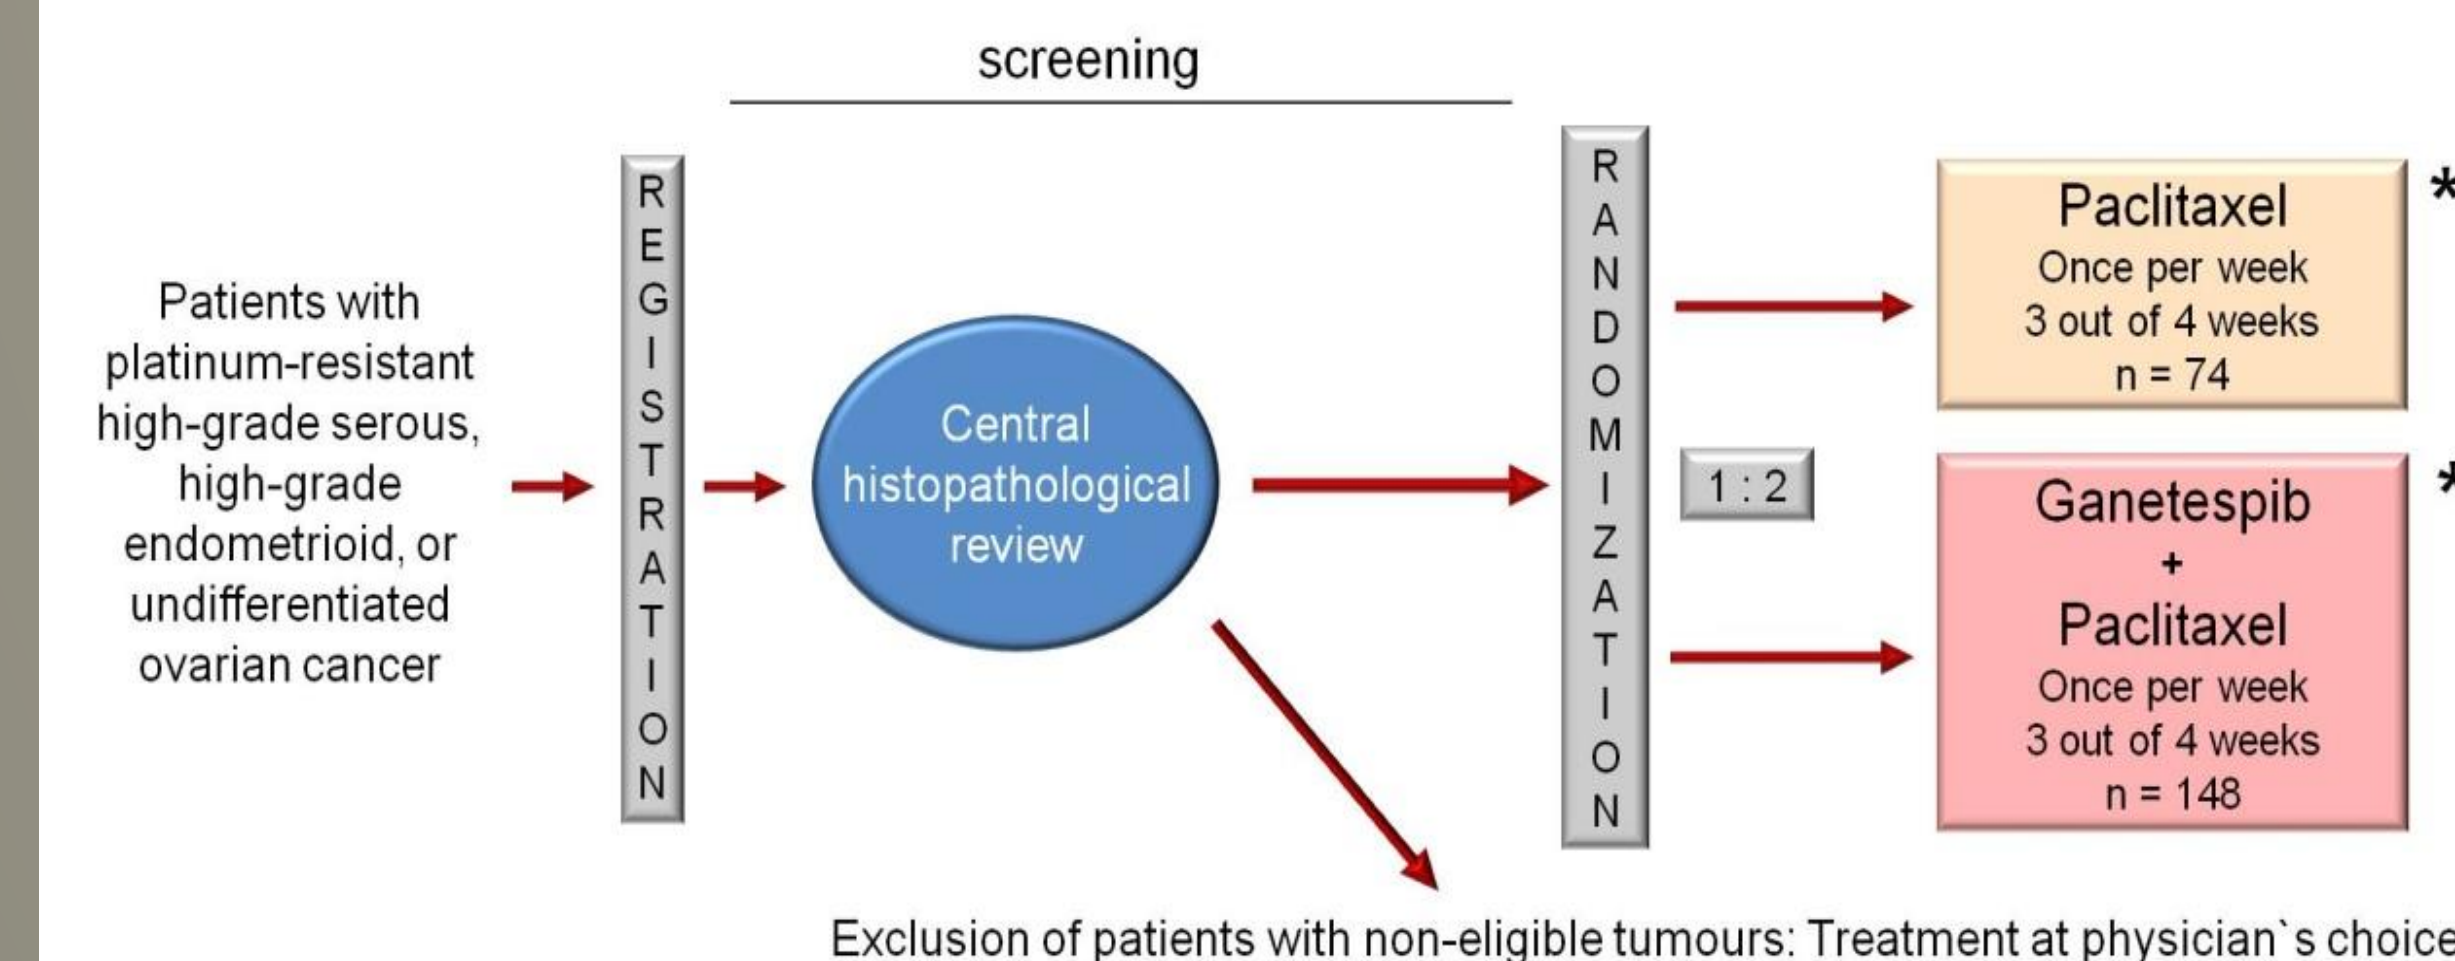 screening
Patients with
platinum-resistant
high-grade serous,
high-grade
endometrioid, or
undifferentiated
ovarian cancer
REGISTRATION
Central
histopathological
review
RANDOMIZATION
1 : 2
Paclitaxel
Once per week
3 out of 4 weeks
n = 74
*
Ganetespib
+
Paclitaxel
Once per week
3 out of 4 weeks
n = 148
*
Exclusion of patients with non-eligible tumours: Treatment at physician`s choice